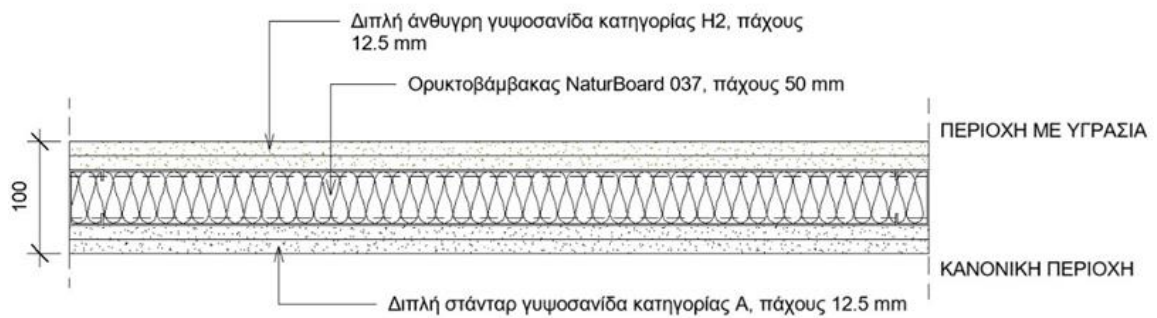 Διπλή άνθυγρη γυψοσανίδα κατηγορίας H2, πάχους
12.5 mm
Ορυκτοβάμβακας NaturBoard 037, πάχους 50 mm
ΠΕΡΙΟΧΗ ΜΕ ΥΓΡΑΣΙΑ
100
ΚΑΝΟΝΙΚΗ ΠΕΡΙΟΧΗ
Διπλή στάνταρ γυψοσανίδα κατηγορίας A, πάχους 12.5 mm